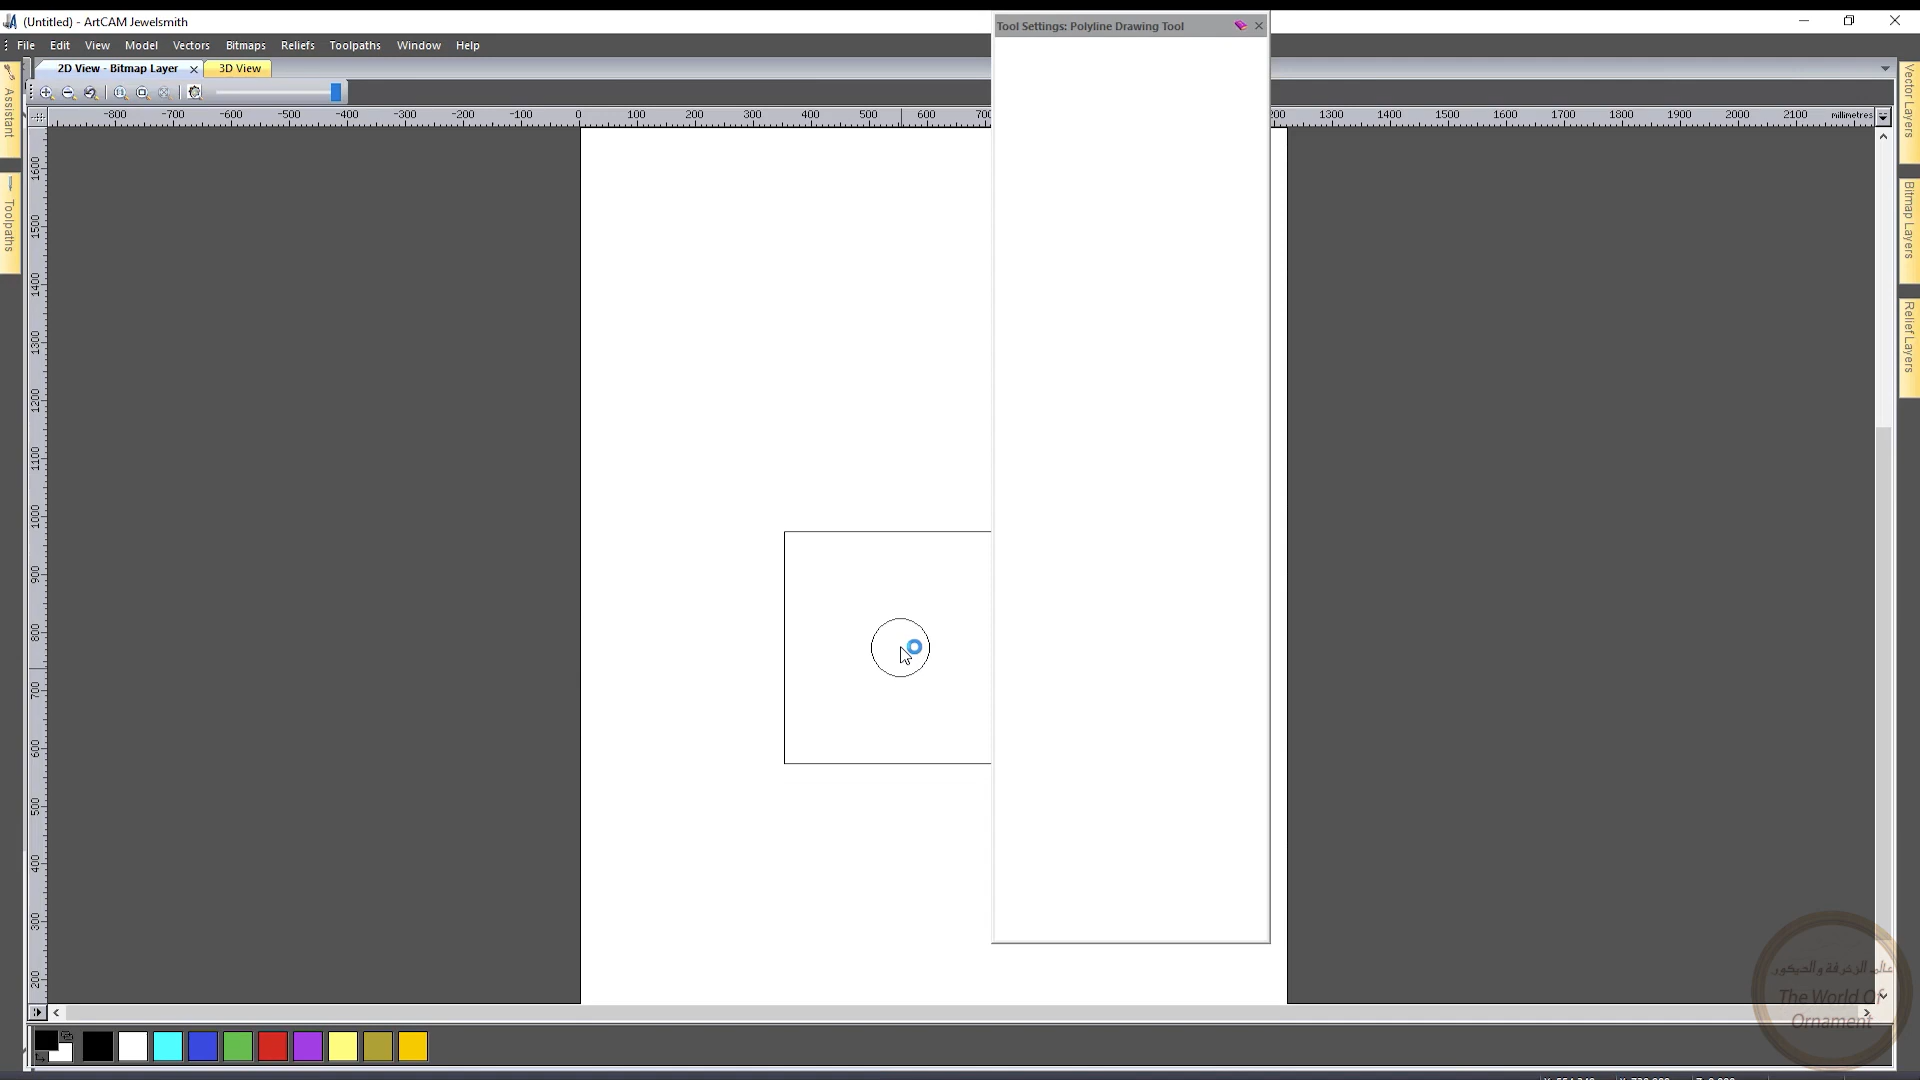 (Untitled) - ArtCAM Jewelsmith
Tool Settings: Polyline Drawing Tool
File Edit View Model Vectors Bitmaps Reliefs Toolpaths Window Help
2D View - Bitmap Layer 3D View
-800 -700 -600 -500 -400 -300 -200 -100 0 100 200 300 400 500 600 1300 1400 1500 1600 1700 1800 1900 2000 2100 millimetres
Assistant
Toolpaths
1600
1500
1400
1300
1200
1100
1000
900
800
700
600
500
400
300
200
Vector Layers
Bitmap Layers
Relief Layers
عالم الزخرفة والديكور
The World Of
Ornament